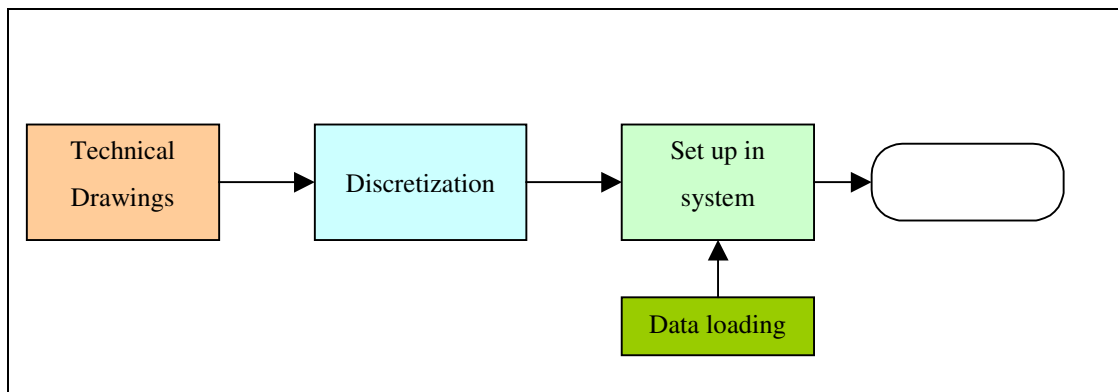 Technical
Drawings
Discretization
Set up in
system
Data loading